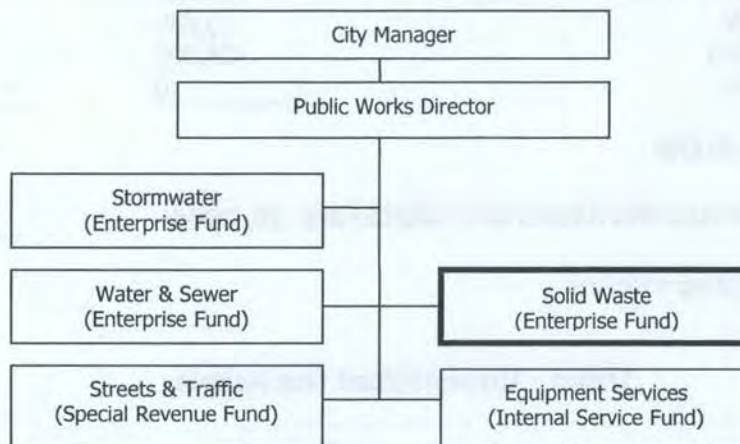 City Manager
Public Works Director
Stormwater
(Enterprise Fund)
Water & Sewer
(Enterprise Fund)
Solid Waste
(Enterprise Fund)
Streets & Traffic
(Special Revenue Fund)
Equipment Services
(Internal Service Fund)